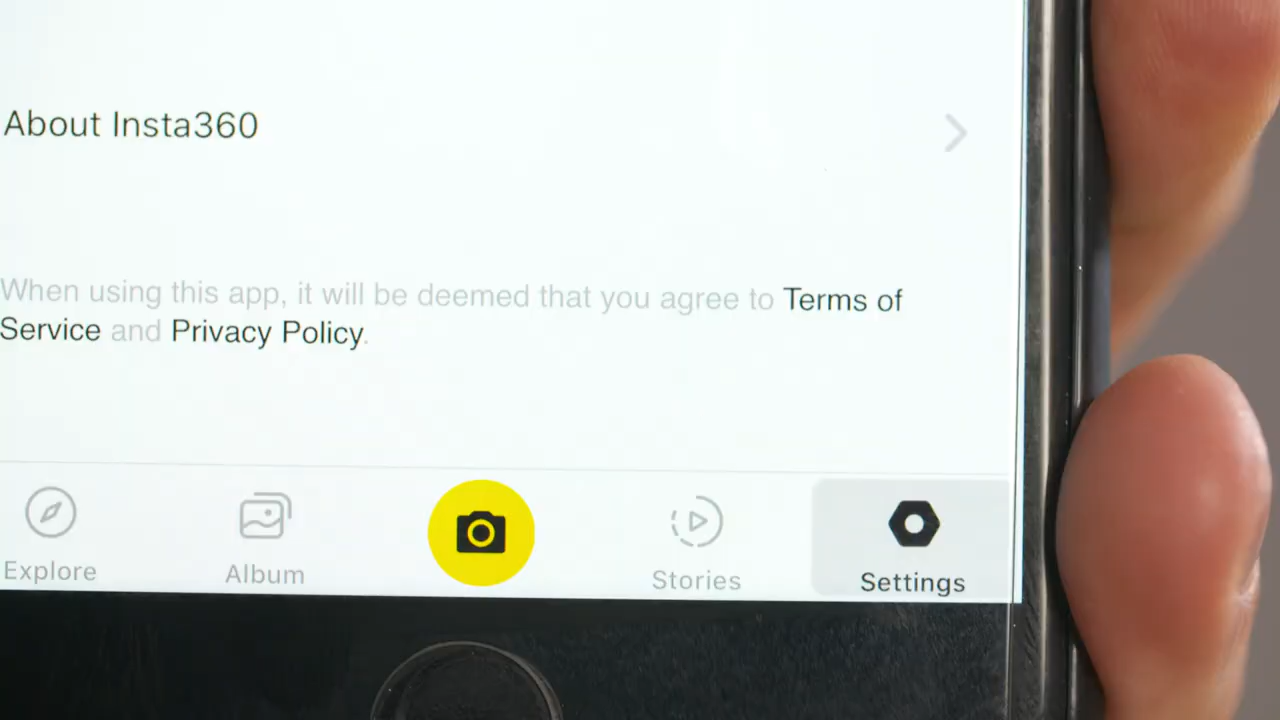 About Insta360
When using this app, it will be deemed that you agree to Terms of
Service and Privacy Policy.
Explore
Album
Stories
Settings